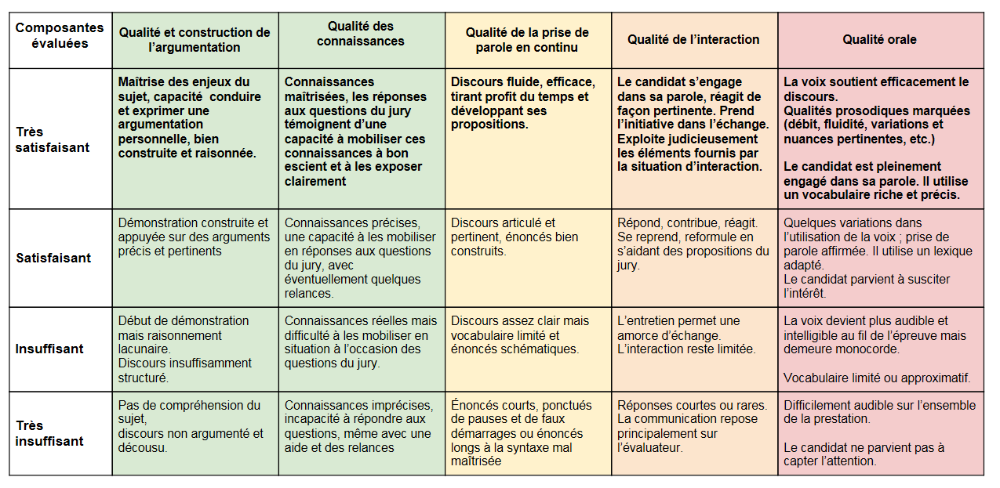 Composantes
évaluées
Qualité et construction de
l'argumentation
Qualité des
connaissances
Qualité de la prise de
parole en continu
Qualité de l'interaction
Qualité orale
Très
satisfaisant
Maîtrise des enjeux du
sujet, capacité conduire
et exprimer une
argumentation
personnelle, bien
construite et raisonnée.
Connaissances
maîtrisées, les réponses
aux questions du jury
témoignent d'une
capacité à mobiliser ces
connaissances à bon
escient et à les exposer
clairement
Discours fluide, efficace,
tirant profit du temps et
développant ses
propositions.
Le candidat s'engage
dans sa parole, réagit de
façon pertinente. Prend
l'initiative dans l'échange.
Exploite judicieusement
les éléments fournis par
la situation d'interaction.
La voix soutient efficacement le
discours.
Qualités prosodiques marquées
(débit, fluidité, variations et
nuances pertinentes, etc.)
Le candidat est pleinement
engagé dans sa parole. Il utilise
un vocabulaire riche et précis.
Satisfaisant
Démonstration construite et
appuyée sur des arguments
précis et pertinents
Connaissances précises,
une capacité à les mobiliser
en réponses aux questions
du jury, avec
éventuellement quelques
relances.
Discours articulé et
pertinent, énoncés bien
construits.
Répond, contribue, réagit.
Se reprend, reformule en
s'aidant des propositions du
jury.
Quelques variations dans
l'utilisation de la voix ; prise de
parole affirmée. Il utilise un lexique
adapté.
Le candidat parvient à susciter
l'intérêt.
Insuffisant
Début de démonstration
mais raisonnement
lacunaire.
Discours insuffisamment
structuré.
Connaissances réelles mais
difficulté à les mobiliser en
situation à l'occasion des
questions du jury.
Discours assez clair mais
vocabulaire limité et
énoncés schématiques.
L'entretien permet une
amorce d'échange.
L'interaction reste limitée.
La voix devient plus audible et
intelligible au fil de l'épreuve mais
demeure monocorde.
Vocabulaire limité ou approximatif.
Très
insuffisant
Pas de compréhension du
sujet,
discours non argumenté et
décousu.
Connaissances imprécises,
incapacité à répondre aux
questions, même avec une
aide et des relances
Énoncés courts, ponctués
de pauses et de faux
démarrages ou énoncés
longs à la syntaxe mal
maîtrisée
Réponses courtes ou rares.
La communication repose
principalement sur
l'évaluateur.
Difficilement audible sur l'ensemble
de la prestation.
Le candidat ne parvient pas à
capter l'attention.